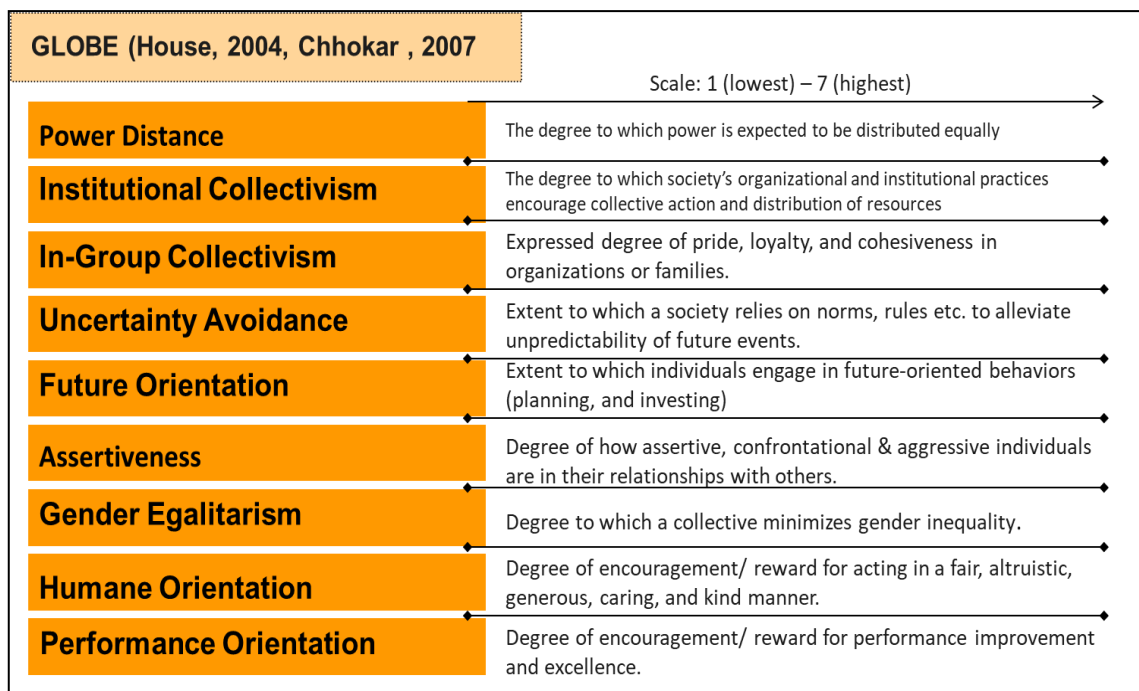 GLOBE (House, 2004, Chhokar , 2007
Scale: 1 (lowest) – 7 (highest)
Power Distance
The degree to which power is expected to be distributed equally
Institutional Collectivism
The degree to which society's organizational and institutional practices
encourage collective action and distribution of resources
In-Group Collectivism
Expressed degree of pride, loyalty, and cohesiveness in
organizations or families.
Uncertainty Avoidance
Extent to which a society relies on norms, rules etc. to alleviate
unpredictability of future events.
Future Orientation
Extent to which individuals engage in future-oriented behaviors
(planning, and investing)
Assertiveness
Degree of how assertive, confrontational & aggressive individuals
are in their relationships with others.
Gender Egalitarism
Degree to which a collective minimizes gender inequality.
Humane Orientation
Degree of encouragement/ reward for acting in a fair, altruistic,
generous, caring, and kind manner.
Performance Orientation
Degree of encouragement/ reward for performance improvement
and excellence.